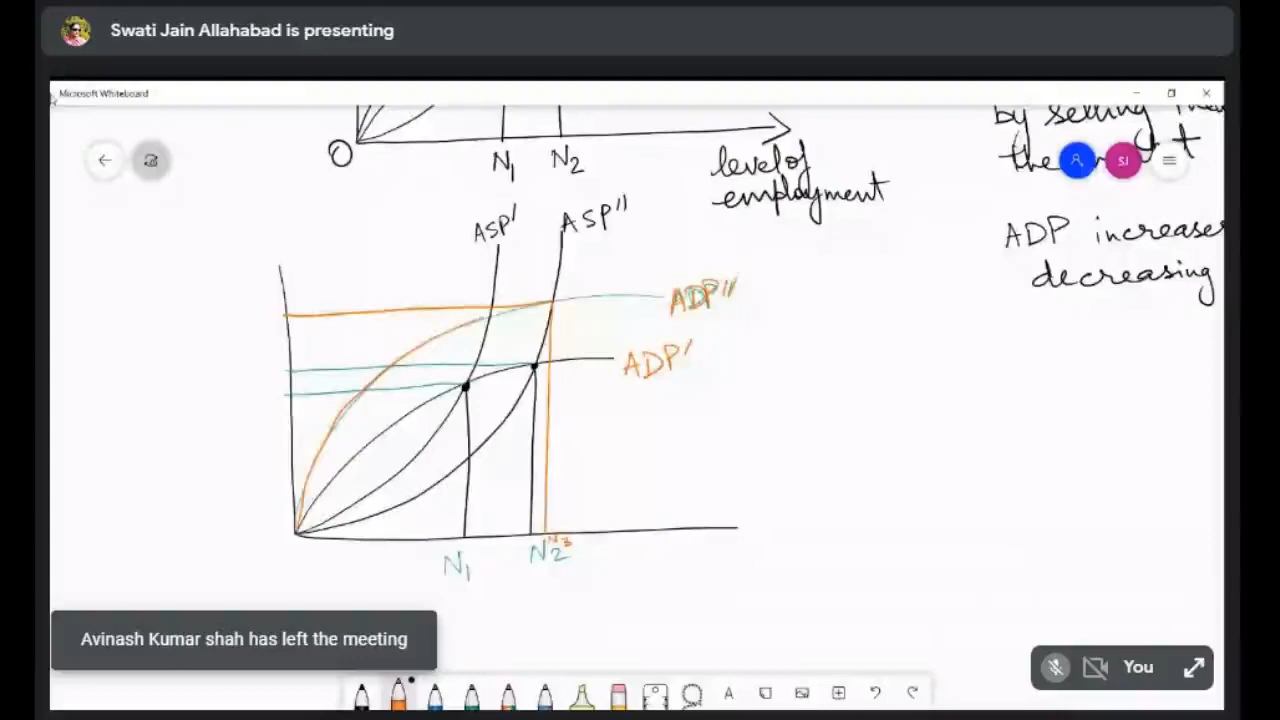 Swati Jain Allahabad is presenting
Microsoft Whiteboard
by selling
O
N1 N2
level of
employment
the
SJ
ASP' ASP''
ADP increases
decreasing
ADP''
ADP'
N1 N2 N3
Avinash Kumar shah has left the meeting
You
A